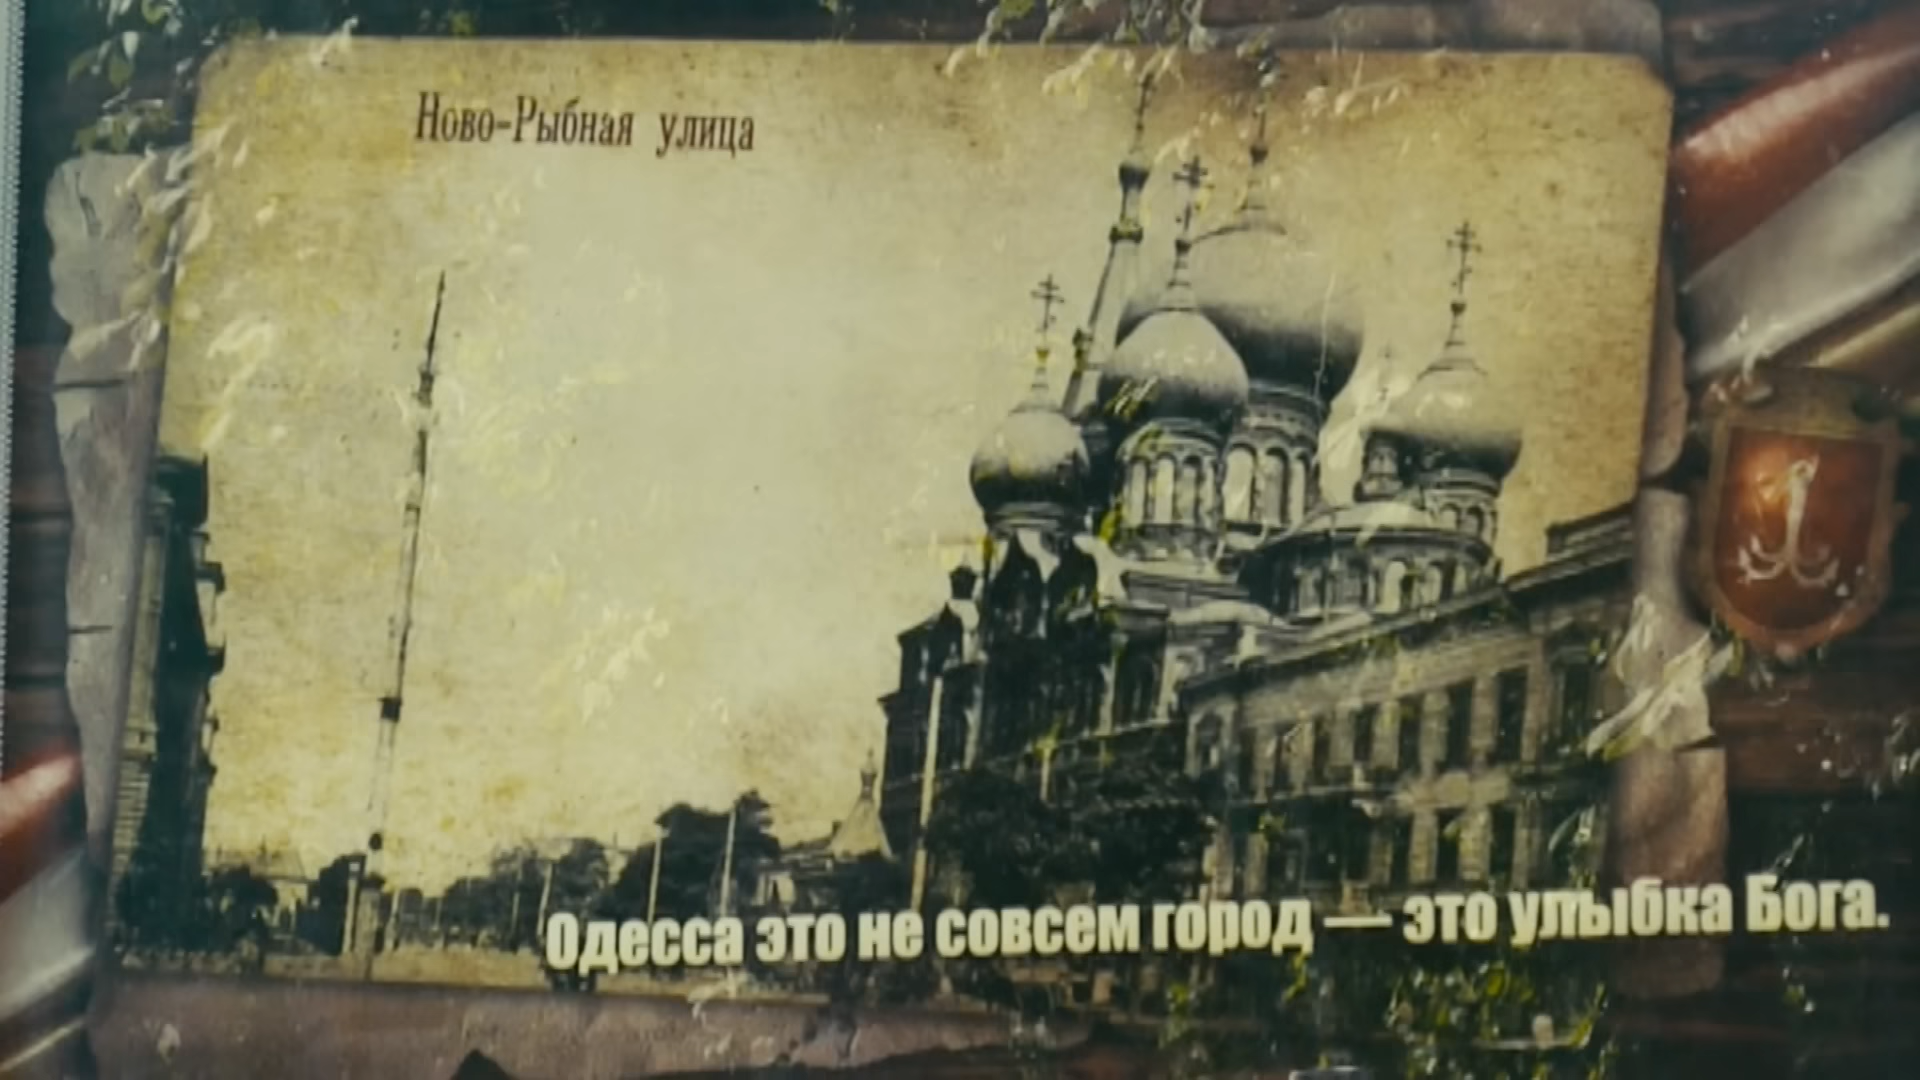 Ново-Рыбная улица
Одесса это не совсем город — это улыбка Бога.